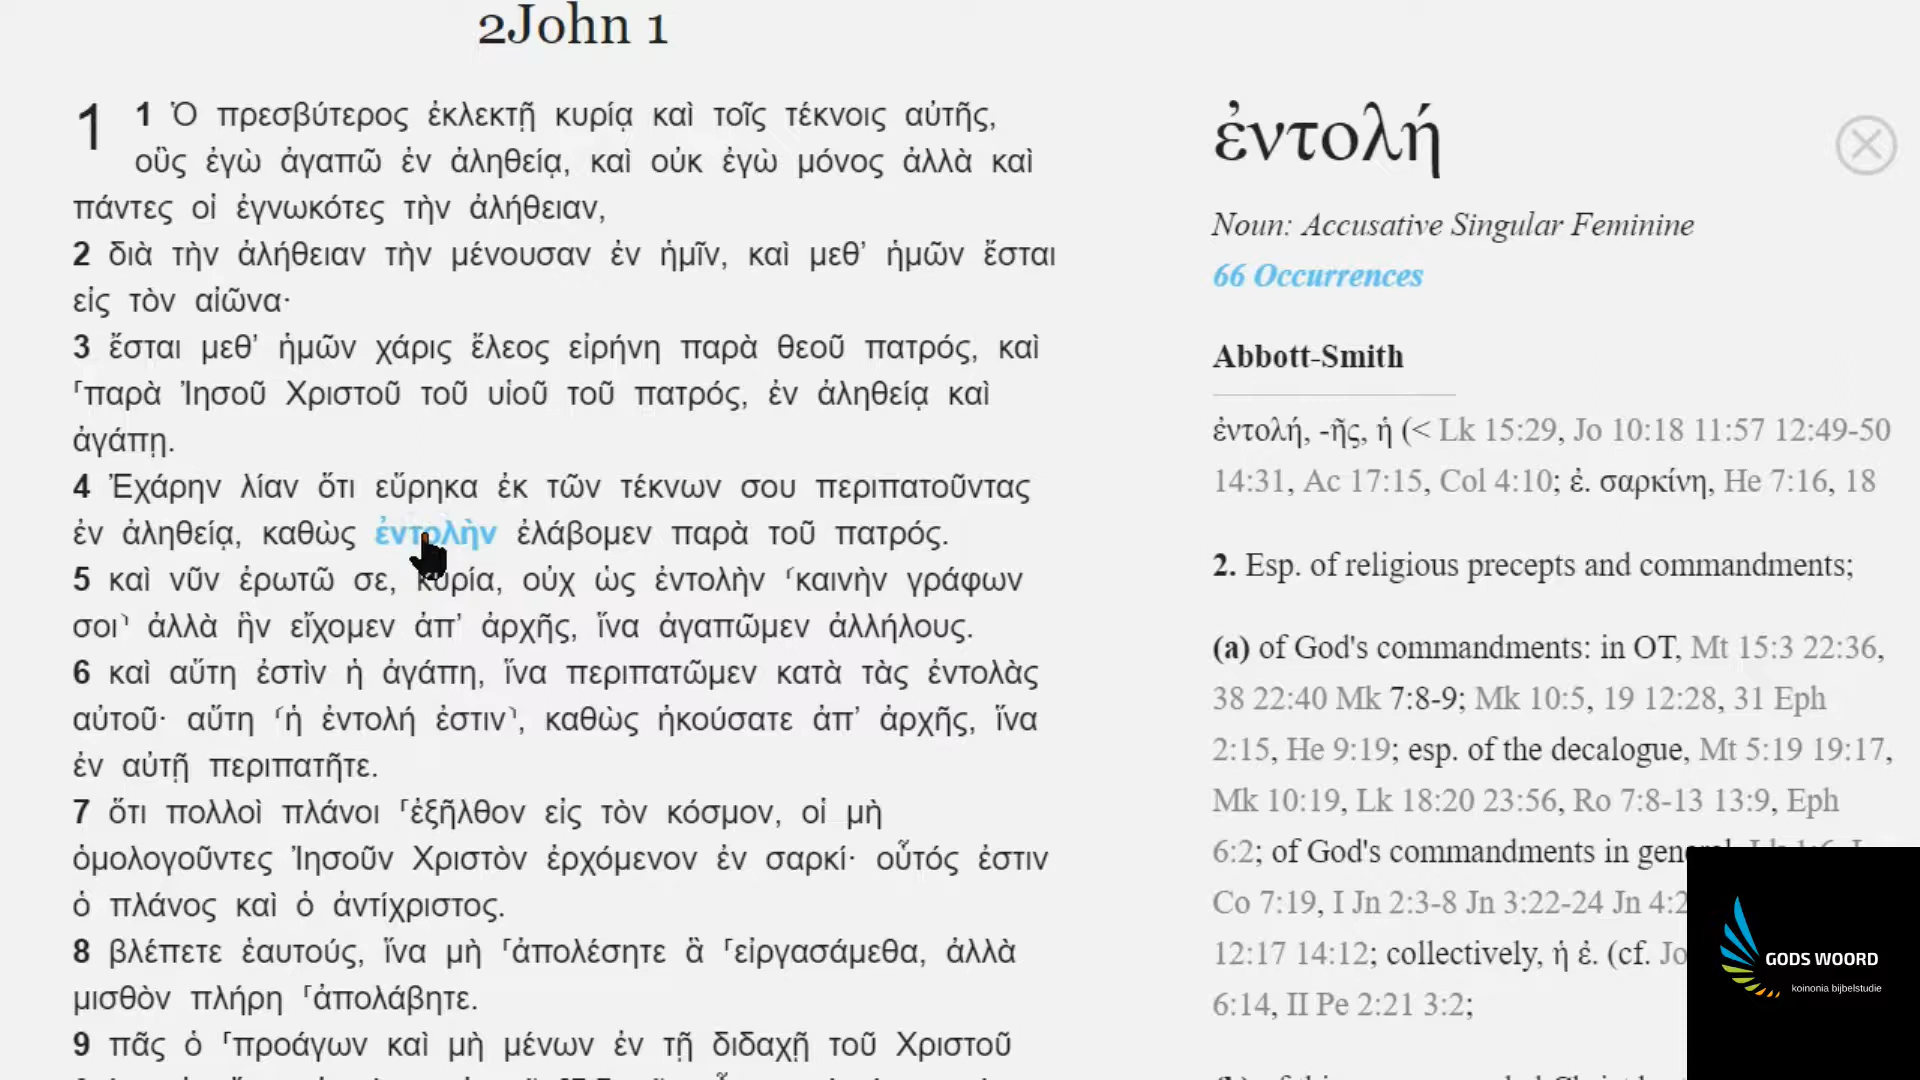 2John 1
1 1 Ὁ πρεσβύτερος ἐκλεκτῇ κυρίᾳ καὶ τοῖς τέκνοις αὐτῆς,
οὓς ἐγὼ ἀγαπῶ ἐν ἀληθείᾳ, καὶ οὐκ ἐγὼ μόνος ἀλλὰ καὶ
πάντες οἱ ἐγνωκότες τὴν ἀλήθειαν,
2 διὰ τὴν ἀλήθειαν τὴν μένουσαν ἐν ἡμῖν, καὶ μεθ’ ἡμῶν ἔσται
εἰς τὸν αἰῶνα·
3 ἔσται μεθ’ ἡμῶν χάρις ἔλεος εἰρήνη παρὰ θεοῦ πατρός, καὶ
⸀παρὰ Ἰησοῦ Χριστοῦ τοῦ υἱοῦ τοῦ πατρός, ἐν ἀληθείᾳ καὶ
ἀγάπῃ.
4 Ἐχάρην λίαν ὅτι εὕρηκα ἐκ τῶν τέκνων σου περιπατοῦντας
ἐν ἀληθείᾳ, καθὼς ἐντολὴν ἐλάβομεν παρὰ τοῦ πατρός.
5 καὶ νῦν ἐρωτῶ σε, κυρία, οὐχ ὡς ἐντολὴν ⸂καινὴν γράφων
σοι⸃ ἀλλὰ ἣν εἴχομεν ἀπ’ ἀρχῆς, ἵνα ἀγαπῶμεν ἀλλήλους.
6 καὶ αὕτη ἐστὶν ἡ ἀγάπη, ἵνα περιπατῶμεν κατὰ τὰς ἐντολὰς
αὐτοῦ· αὕτη ⸂ἡ ἐντολή ἐστιν⸃, καθὼς ἠκούσατε ἀπ’ ἀρχῆς, ἵνα
ἐν αὐτῇ περιπατῆτε.
7 ὅτι πολλοὶ πλάνοι ⸀ἐξῆλθον εἰς τὸν κόσμον, οἱ μὴ
ὁμολογοῦντες Ἰησοῦν Χριστὸν ἐρχόμενον ἐν σαρκί· οὗτός ἐστιν
ὁ πλάνος καὶ ὁ ἀντίχριστος.
8 βλέπετε ἑαυτούς, ἵνα μὴ ⸀ἀπολέσητε ἃ ⸀εἰργασάμεθα, ἀλλὰ
μισθὸν πλήρη ⸀ἀπολάβητε.
9 πᾶς ὁ ⸀προάγων καὶ μὴ μένων ἐν τῇ διδαχῇ τοῦ Χριστοῦ
ἐντολή
Noun: Accusative Singular Feminine
66 Occurrences
Abbott-Smith
ἐντολή, -ῆς, ἡ (< Lk 15:29, Jo 10:18 11:57 12:49-50
14:31, Ac 17:15, Col 4:10; ἐ. σαρκίνη, He 7:16, 18
2. Esp. of religious precepts and commandments;
(a) of God's commandments: in OT, Mt 15:3 22:36,
38 22:40 Mk 7:8-9; Mk 10:5, 19 12:28, 31 Eph
2:15, He 9:19; esp. of the decalogue, Mt 5:19 19:17,
Mk 10:19, Lk 18:20 23:56, Ro 7:8-13 13:9, Eph
6:2; of God's commandments in
Co 7:19, I Jn 2:3-8 Jn 3:22-24 Jn
12:17 14:12; collectively, ἡ ἐ. (cf. Jo
6:14, II Pe 2:21 3:2;
GODS WOORD
koinonia bijbelstudie